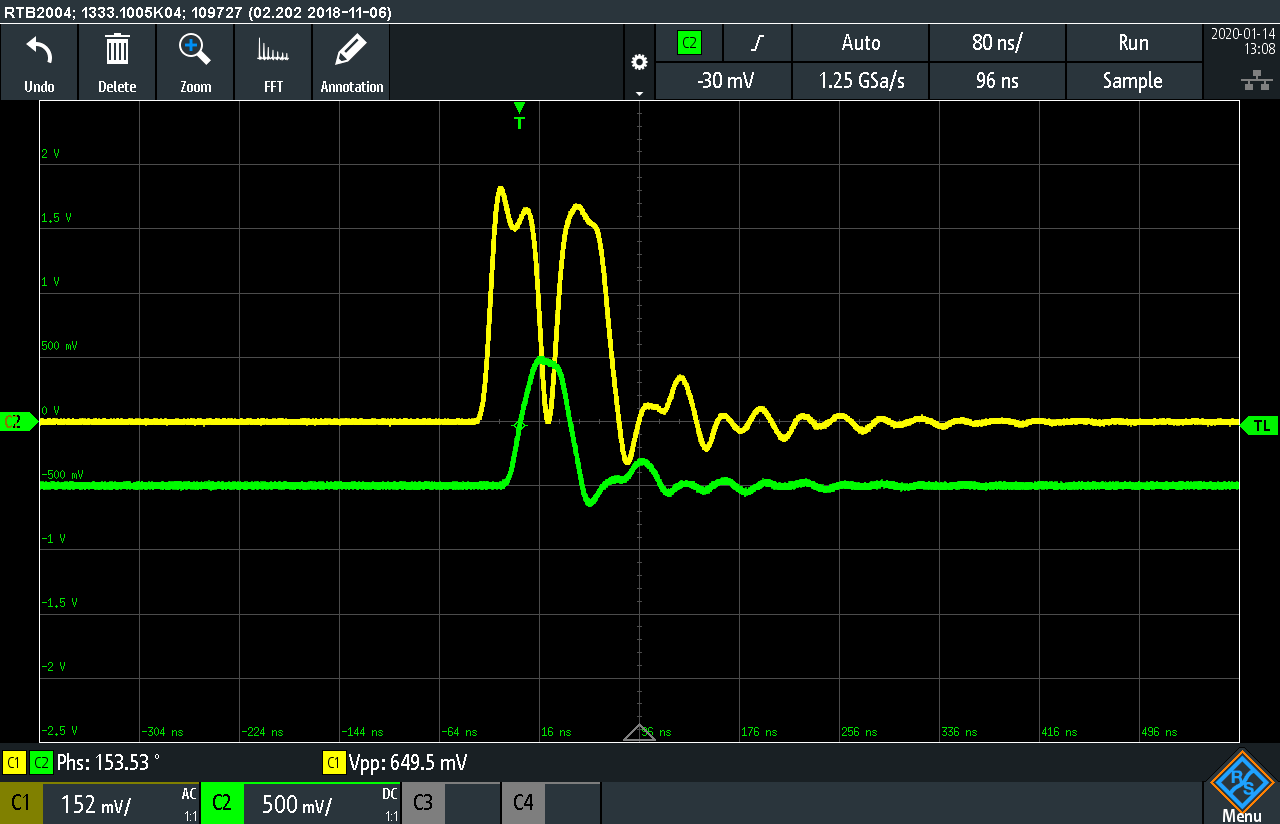 RTB2004; 1333.1005K04; 109727 (02.202 2018-11-06)
Undo Delete Zoom FFT Annotation
C2 Auto 80 ns/ Run
-30 mV 1.25 GSa/s 96 ns Sample
2020-01-14
13:08
T
2 V
1.5 V
1 V
500 mV
0 V
C2
TL
-500 mV
-1 V
-1.5 V
-2 V
-2.5 V
-304 ns -224 ns -144 ns -64 ns 16 ns 96 ns 176 ns 256 ns 336 ns 416 ns 496 ns
C1 C2 Phs: 153.53 ° C1 Vpp: 649.5 mV
C1 152 mV/ AC 1:1 C2 500 mV/ DC 1:1 C3 C4
R S
Menu